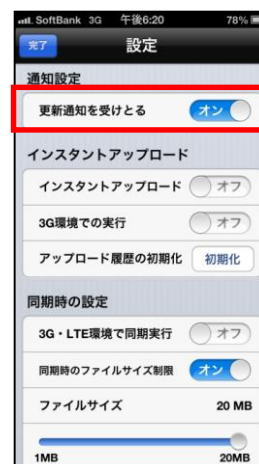 SoftBank 3G 午後6:20 78%
完了 設定
通知設定
更新通知を受けとる オン
インスタントアップロード
インスタントアップロード オフ
3G環境での実行 オフ
アップロード履歴の初期化 初期化
同期時の設定
3G・LTE環境で同期実行 オフ
同期時のファイルサイズ制限 オン
ファイルサイズ 20 MB
1MB 20MB